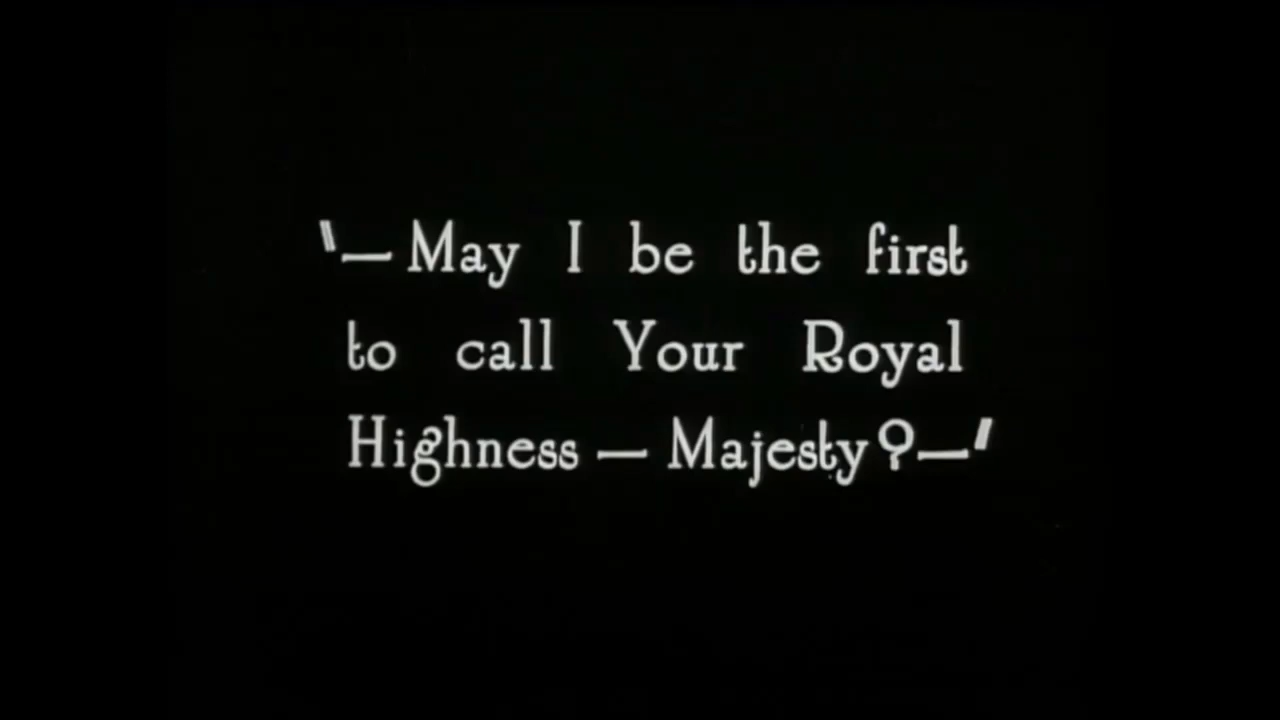 "—May I be the first
to call Your Royal
Highness — Majesty?—"